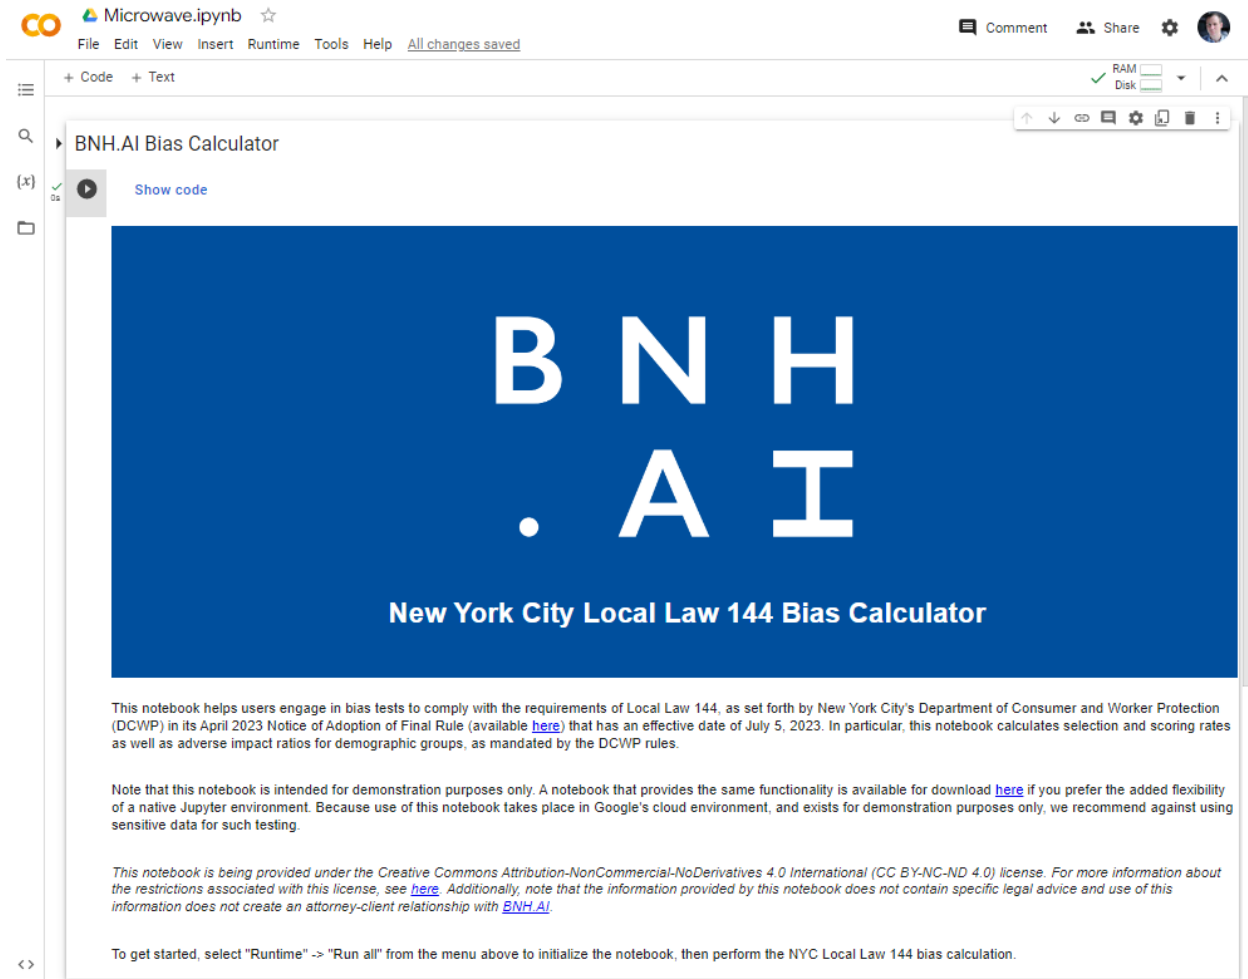 Microwave.ipynb
Comment
Share
File Edit View Insert Runtime Tools Help All changes saved
+ Code + Text
RAM
Disk
BNH.AI Bias Calculator
{x}
0s
Show code
B N H
. A I
New York City Local Law 144 Bias Calculator
This notebook helps users engage in bias tests to comply with the requirements of Local Law 144, as set forth by New York City's Department of Consumer and Worker Protection
(DCWP) in its April 2023 Notice of Adoption of Final Rule (available here) that has an effective date of July 5, 2023. In particular, this notebook calculates selection and scoring rates
as well as adverse impact ratios for demographic groups, as mandated by the DCWP rules.
Note that this notebook is intended for demonstration purposes only. A notebook that provides the same functionality is available for download here if you prefer the added flexibility
of a native Jupyter environment. Because use of this notebook takes place in Google's cloud environment, and exists for demonstration purposes only, we recommend against using
sensitive data for such testing.
This notebook is being provided under the Creative Commons Attribution-NonCommercial-NoDerivatives 4.0 International (CC BY-NC-ND 4.0) license. For more information about
the restrictions associated with this license, see here. Additionally, note that the information provided by this notebook does not contain specific legal advice and use of this
information does not create an attorney-client relationship with BNH.AI.
To get started, select "Runtime" -> "Run all" from the menu above to initialize the notebook, then perform the NYC Local Law 144 bias calculation.